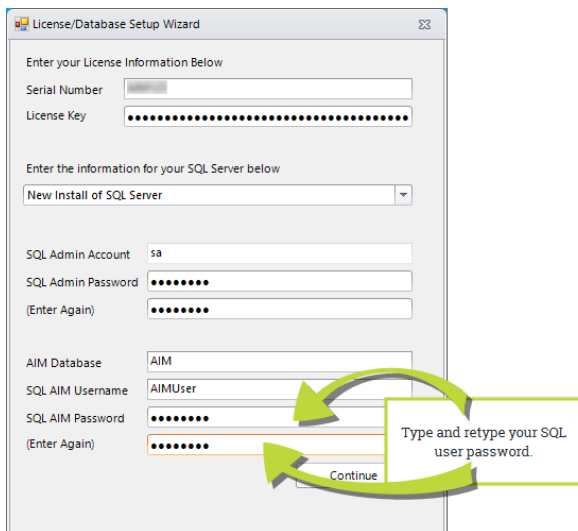 License/Database Setup Wizard
Enter your License Information Below
Serial Number
License Key ••••••••••••••••••••••••••••••••••••••
Enter the information for your SQL Server below
New Install of SQL Server
SQL Admin Account sa
SQL Admin Password ••••••••
(Enter Again) ••••••••
AIM Database AIM
SQL AIM Username AIMUser
SQL AIM Password ••••••••
(Enter Again) ••••••••
Type and retype your SQL
user password.
Continue